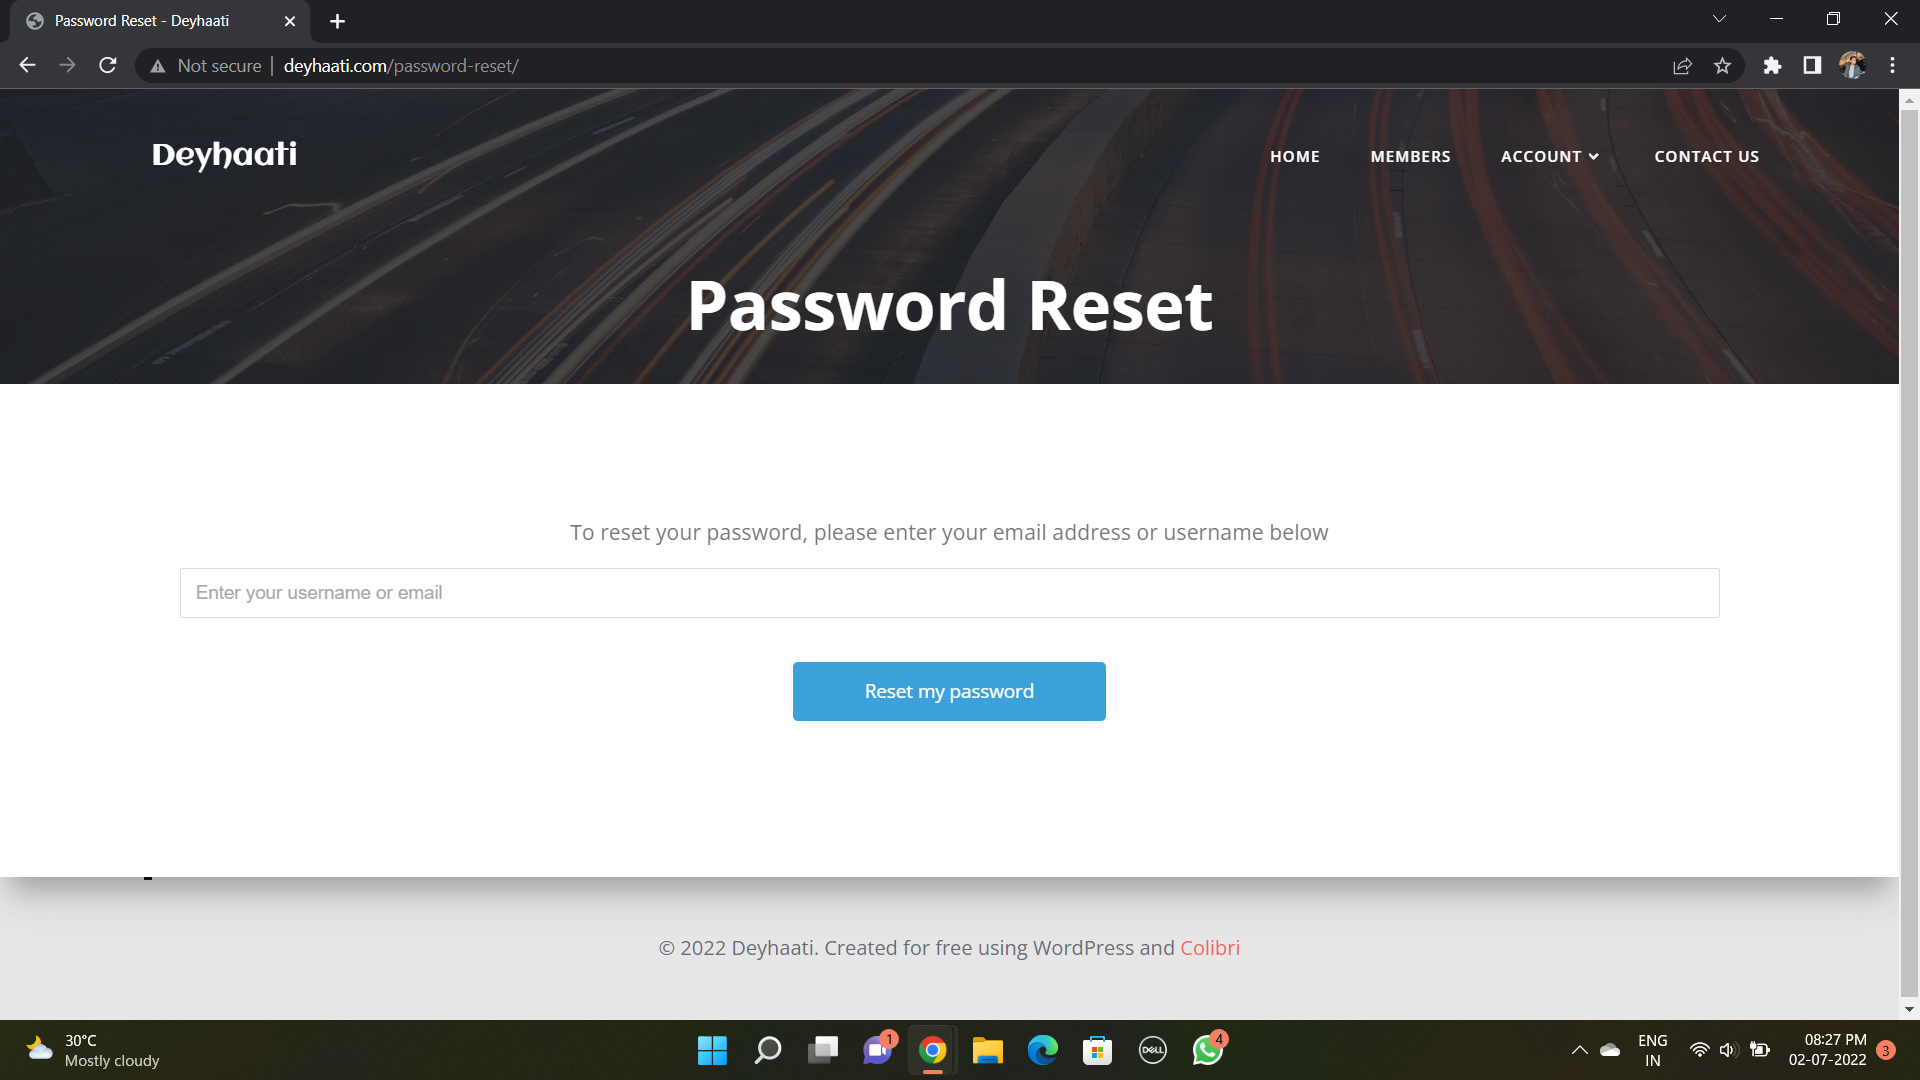 Password Reset - Deyhaati
Not secure
deyhaati.com/password-reset/
Deyhaati
HOME
MEMBERS
ACCOUNT
CONTACT US
Password Reset
To reset your password, please enter your email address or username below
Enter your username or email
Reset my password
© 2022 Deyhaati. Created for free using WordPress and Colibri
30°C
Mostly cloudy
1
DELL
4
ENG
IN
08:27 PM
02-07-2022
3